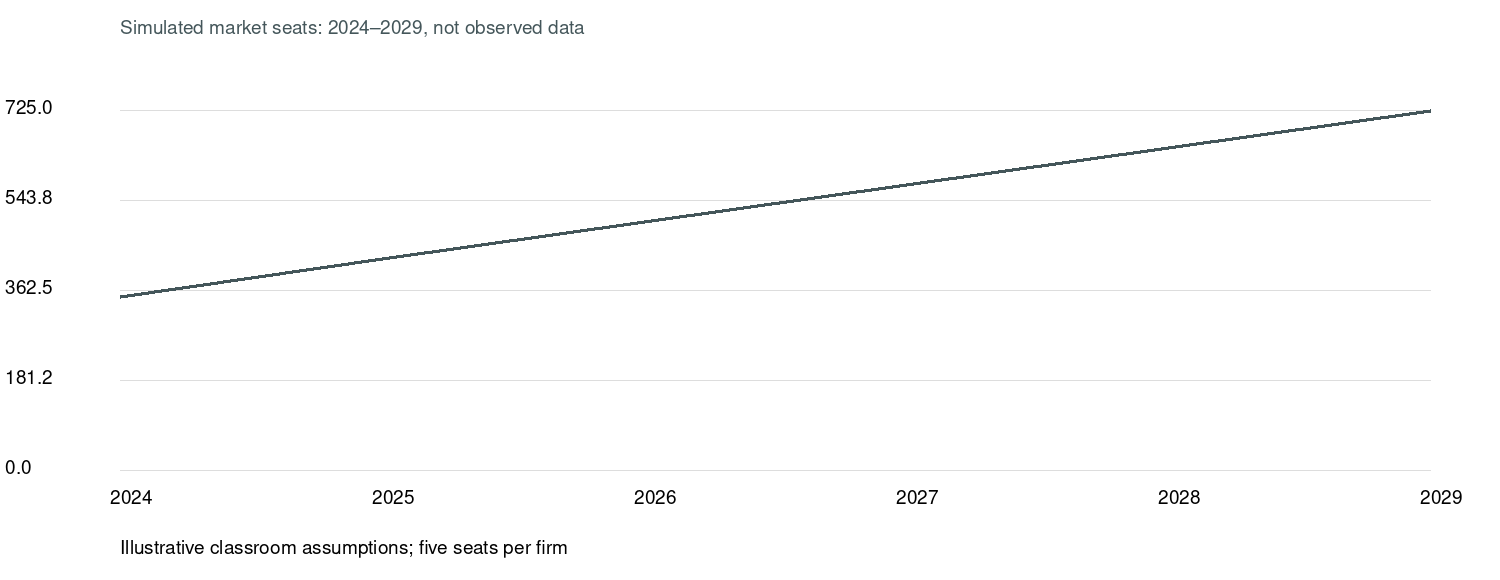 Simulated market seats: 2024–2029, not observed data
725.0
543.8
362.5
181.2
0.0
2024 2025 2026 2027 2028 2029
Illustrative classroom assumptions; five seats per firm